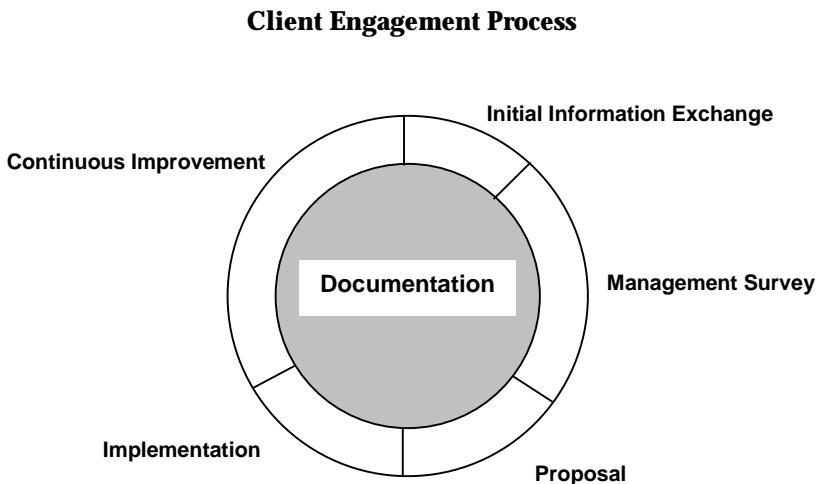 Client Engagement Process
Initial Information Exchange
Continuous Improvement
Documentation
Management Survey
Implementation
Proposal